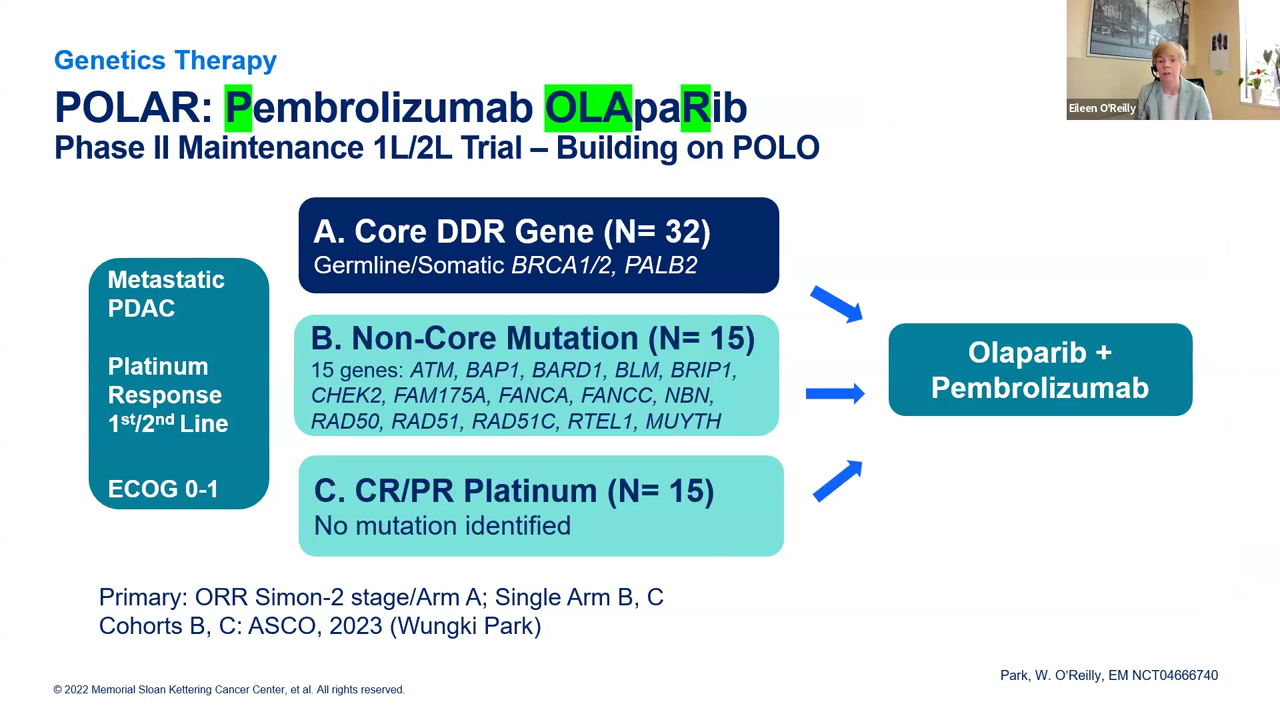 Genetics Therapy
POLAR: Pembrolizumab OLApaRib
Phase II Maintenance 1L/2L Trial – Building on POLO
Eileen O'Reilly
Metastatic
PDAC
Platinum
Response
1st/2nd Line
ECOG 0-1
A. Core DDR Gene (N= 32)
Germline/Somatic BRCA1/2, PALB2
B. Non-Core Mutation (N= 15)
15 genes: ATM, BAP1, BARD1, BLM, BRIP1,
CHEK2, FAM175A, FANCA, FANCC, NBN,
RAD50, RAD51, RAD51C, RTEL1, MUYTH
C. CR/PR Platinum (N= 15)
No mutation identified
Olaparib +
Pembrolizumab
Primary: ORR Simon-2 stage/Arm A; Single Arm B, C
Cohorts B, C: ASCO, 2023 (Wungki Park)
Park, W. O'Reilly, EM NCT04666740
© 2022 Memorial Sloan Kettering Cancer Center, et al. All rights reserved.